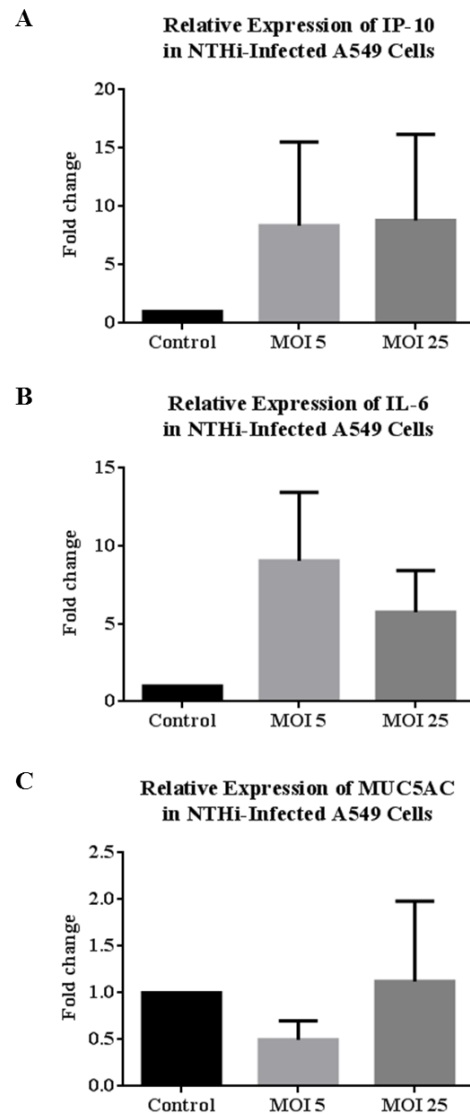 A
Relative Expression of IP-10
in NTHi-Infected A549 Cells
20
15
10
5
0
Fold change
Control MOI 5 MOI 25
B
Relative Expression of IL-6
in NTHi-Infected A549 Cells
15
10
5
0
Fold change
Control MOI 5 MOI 25
C
Relative Expression of MUC5AC
in NTHi-Infected A549 Cells
2.5
2.0
1.5
1.0
0.5
0.0
Fold change
Control MOI 5 MOI 25